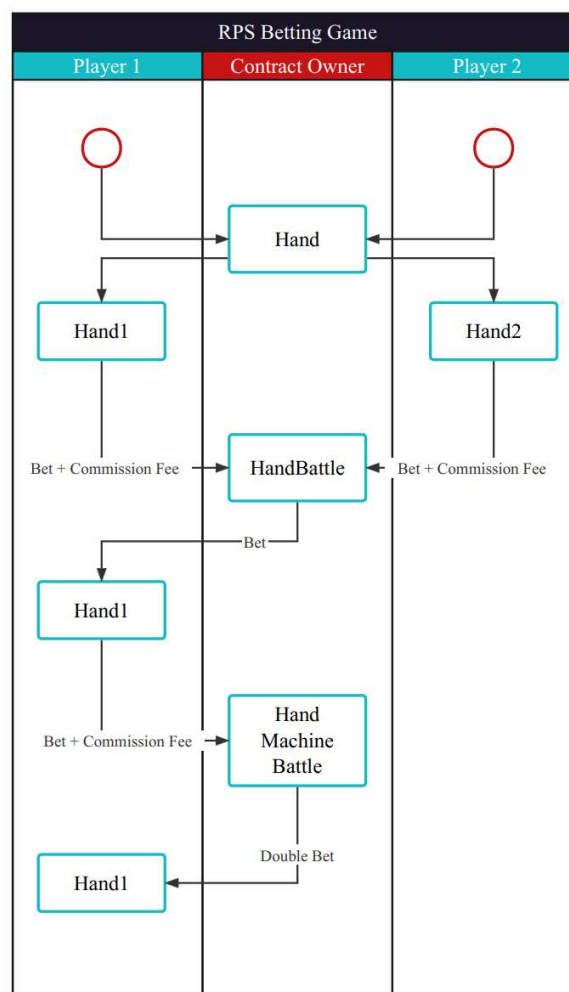 RPS Betting Game
Player 1
Contract Owner
Player 2
Hand
Hand1
Hand2
Bet + Commission Fee
HandBattle
Bet + Commission Fee
Bet
Hand1
Bet + Commission Fee
Hand
Machine
Battle
Double Bet
Hand1